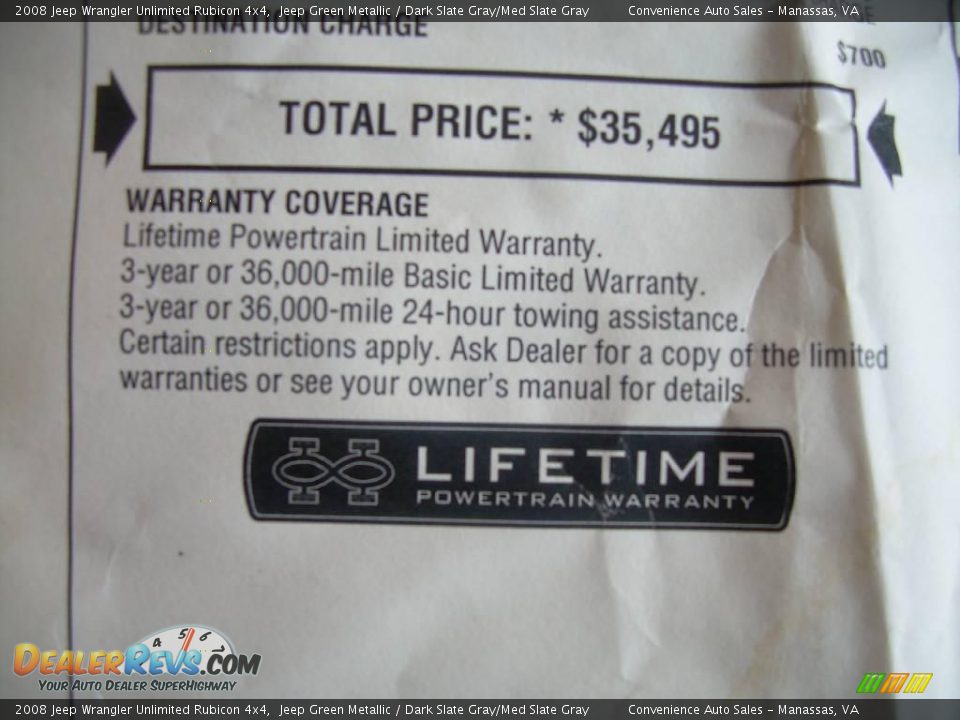 2008 Jeep Wrangler Unlimited Rubicon 4x4, Jeep Green Metallic / Dark Slate Gray/Med Slate Gray Convenience Auto Sales - Manassas, VA
DESTINATION CHARGE
$700
TOTAL PRICE: * $35,495
WARRANTY COVERAGE
Lifetime Powertrain Limited Warranty.
3-year or 36,000-mile Basic Limited Warranty.
3-year or 36,000-mile 24-hour towing assistance.
Certain restrictions apply. Ask Dealer for a copy of the limited
warranties or see your owner's manual for details.
LIFETIME
POWERTRAIN WARRANTY
4 5 6
DEALERREVS.COM
YOUR AUTO DEALER SUPERHIGHWAY
2008 Jeep Wrangler Unlimited Rubicon 4x4, Jeep Green Metallic / Dark Slate Gray/Med Slate Gray Convenience Auto Sales - Manassas, VA